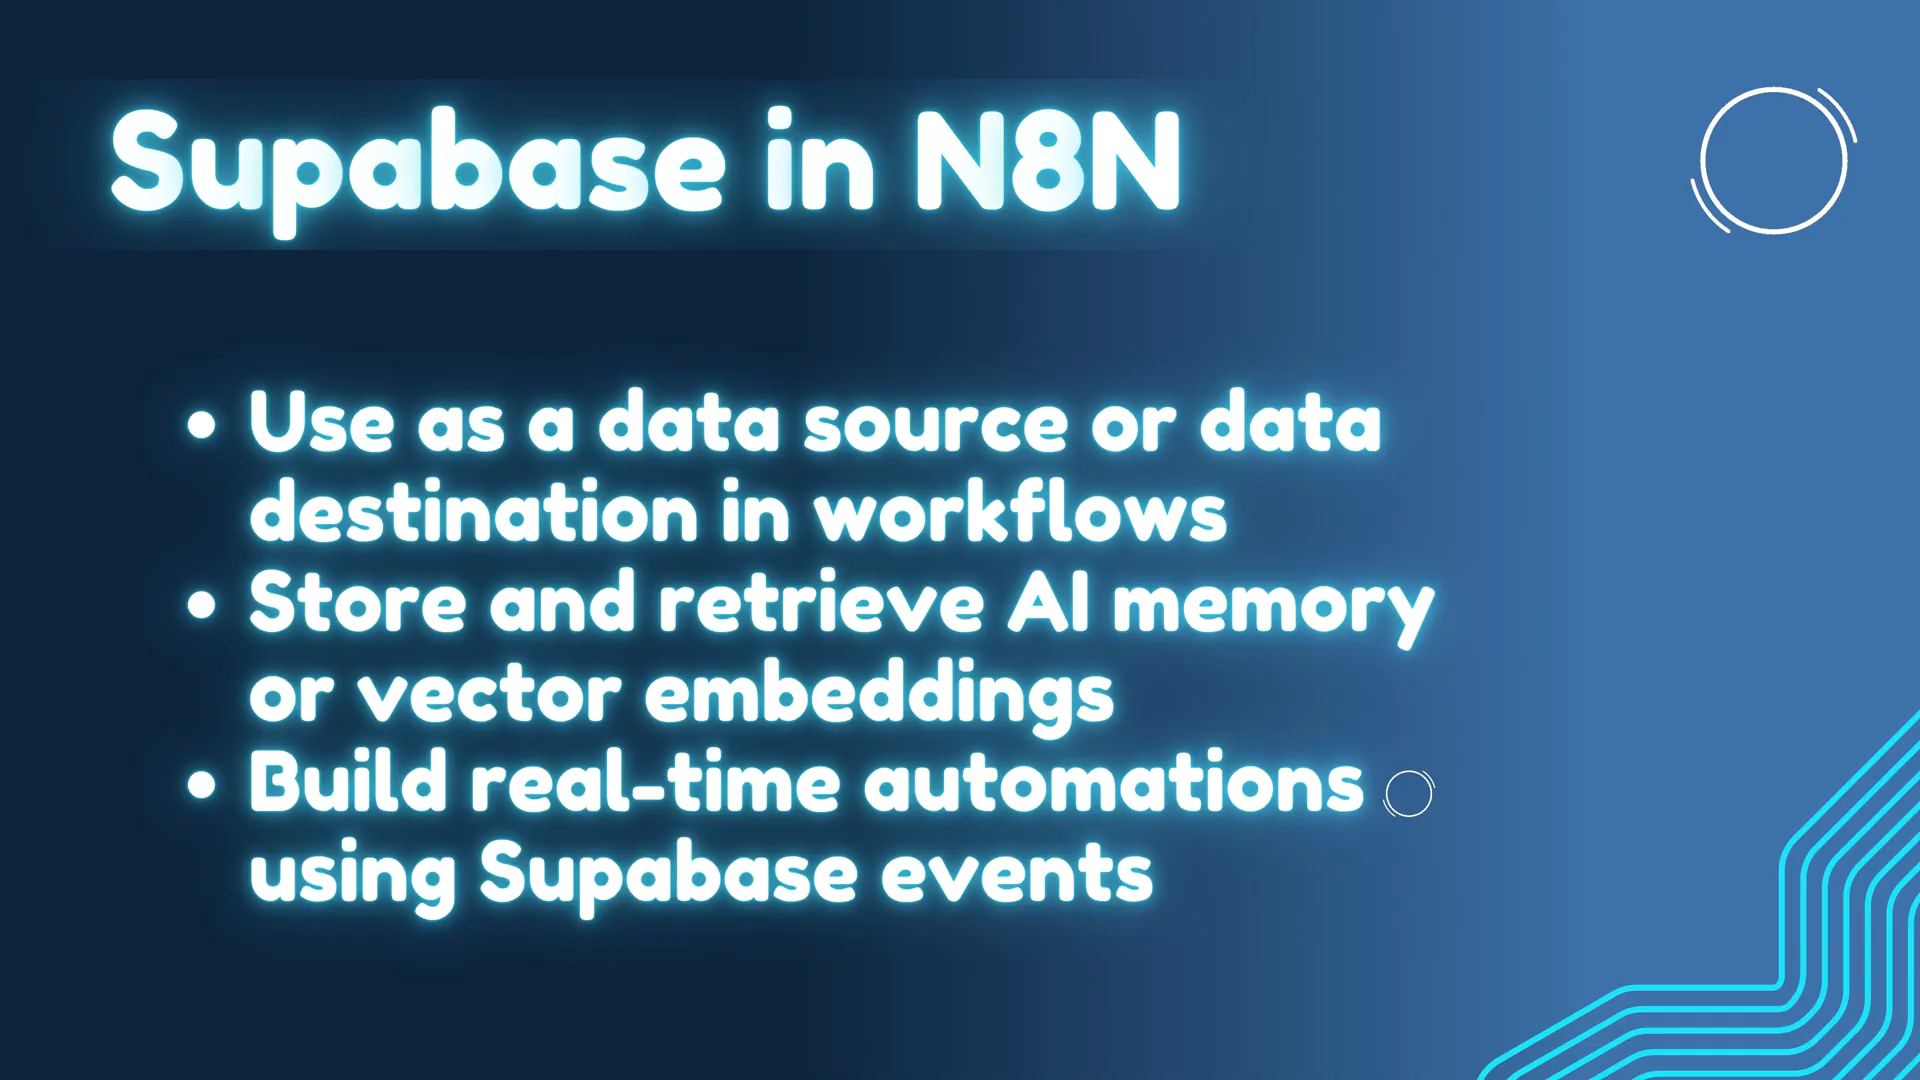 Supabase in N8N
• Use as a data source or data
destination in workflows
• Store and retrieve AI memory
or vector embeddings
• Build real-time automations
using Supabase events